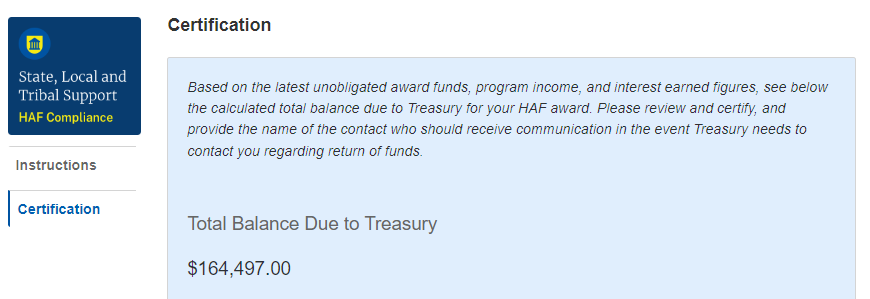 Certification
State, Local and
Tribal Support
HAF Compliance
Instructions
Certification
Based on the latest unobligated award funds, program income, and interest earned figures, see below
the calculated total balance due to Treasury for your HAF award. Please review and certify, and
provide the name of the contact who should receive communication in the event Treasury needs to
contact you regarding return of funds.
Total Balance Due to Treasury
$164,497.00